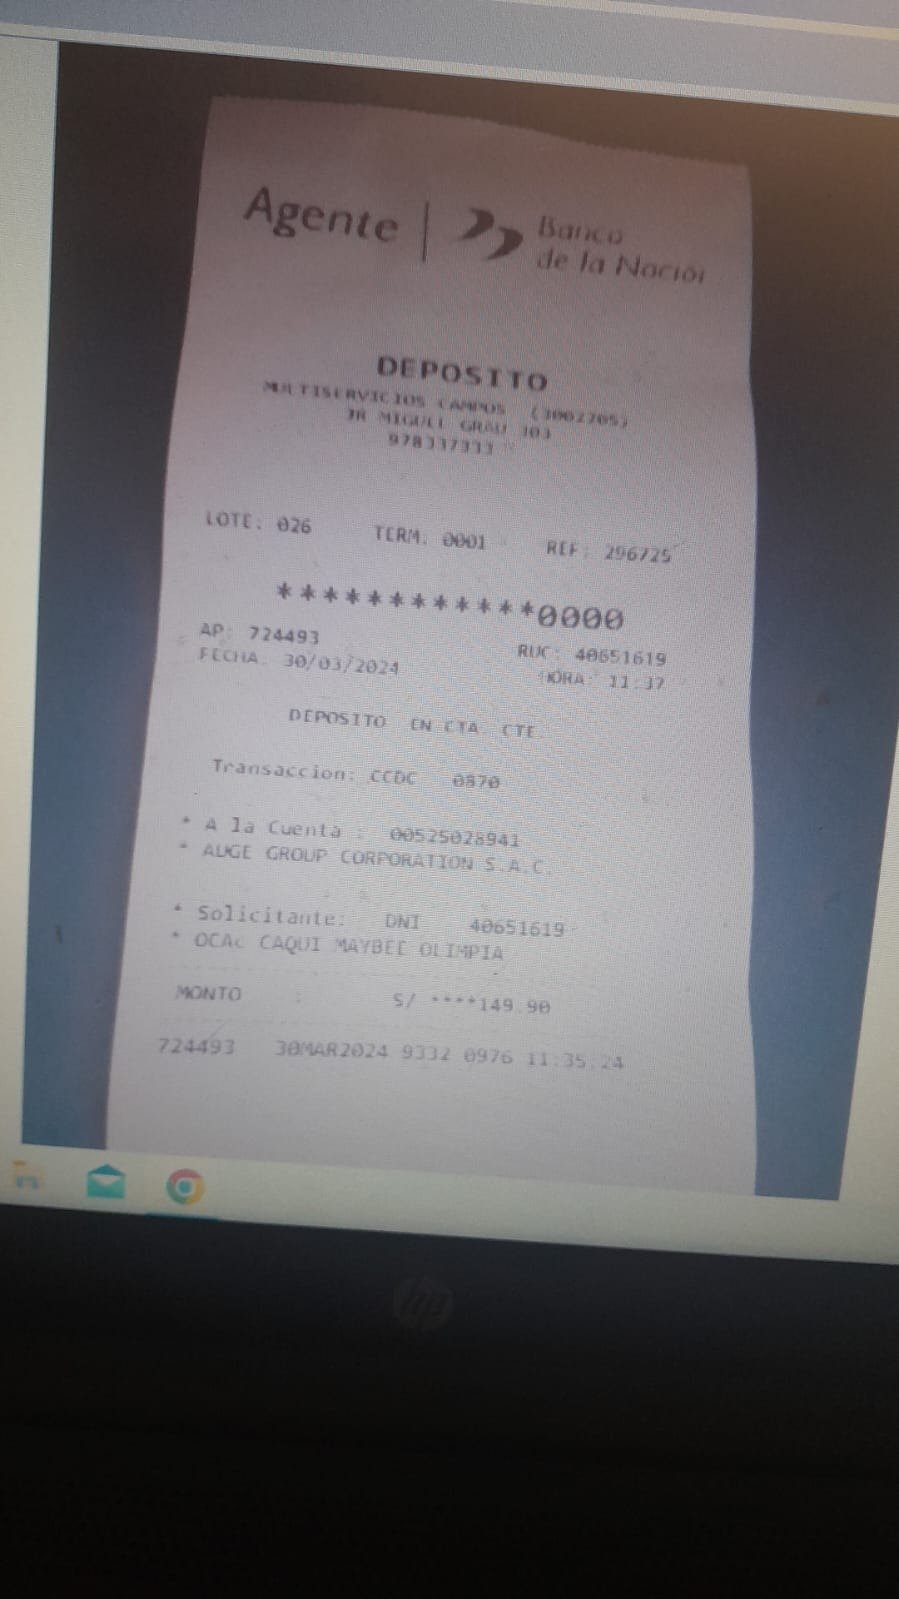 Agente | Banco
de la Nación
DEPOSITO
MULTISERVICIOS CAMPOS (3002705)
JR MIGUEL GRAU 303
978337333
LOTE: 026 TERM: 0001 REF: 296725
************0000
AP: 724493 RUC: 40651619
FECHA: 30/03/2024 HORA: 11:37
DEPOSITO EN CTA. CTE.
Transaccion: CCDC 0870
* A la Cuenta : 00525028941
* AUGE GROUP CORPORATION S.A.C.
* Solicitante: DNI 40651619
* CAQUI MAYBEE OLIMPIA
MONTO : S/ ****149.90
724493 30MAR2024 9332 0976 11:35:24
hp